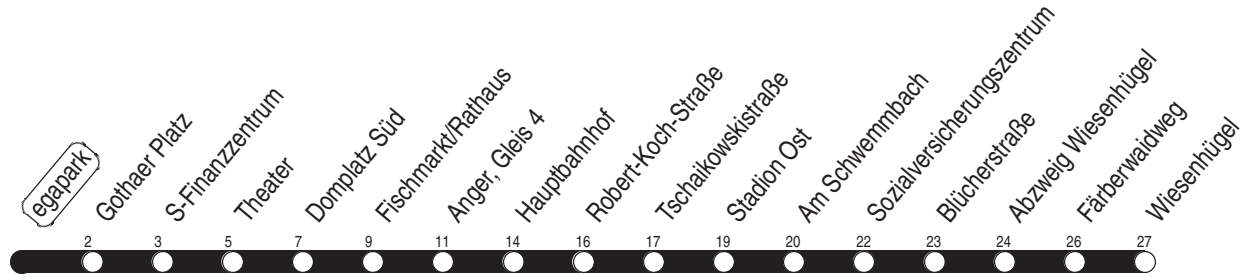 egapark
Gothaer Platz
S-Finanzzentrum
Theater
Domplatz Süd
Fischmarkt/Rathaus
Anger, Gleis 4
Hauptbahnhof
Robert-Koch-Straße
Tschaikowskistraße
Stadion Ost
Am Schwemmbach
Sozialversicherungszentrum
Blücherstraße
Abzweig Wiesenhügel
Färberwaidweg
Wiesenhügel
2 3 5 7 9 11 14 16 17 19 20 22 23 24 26 27